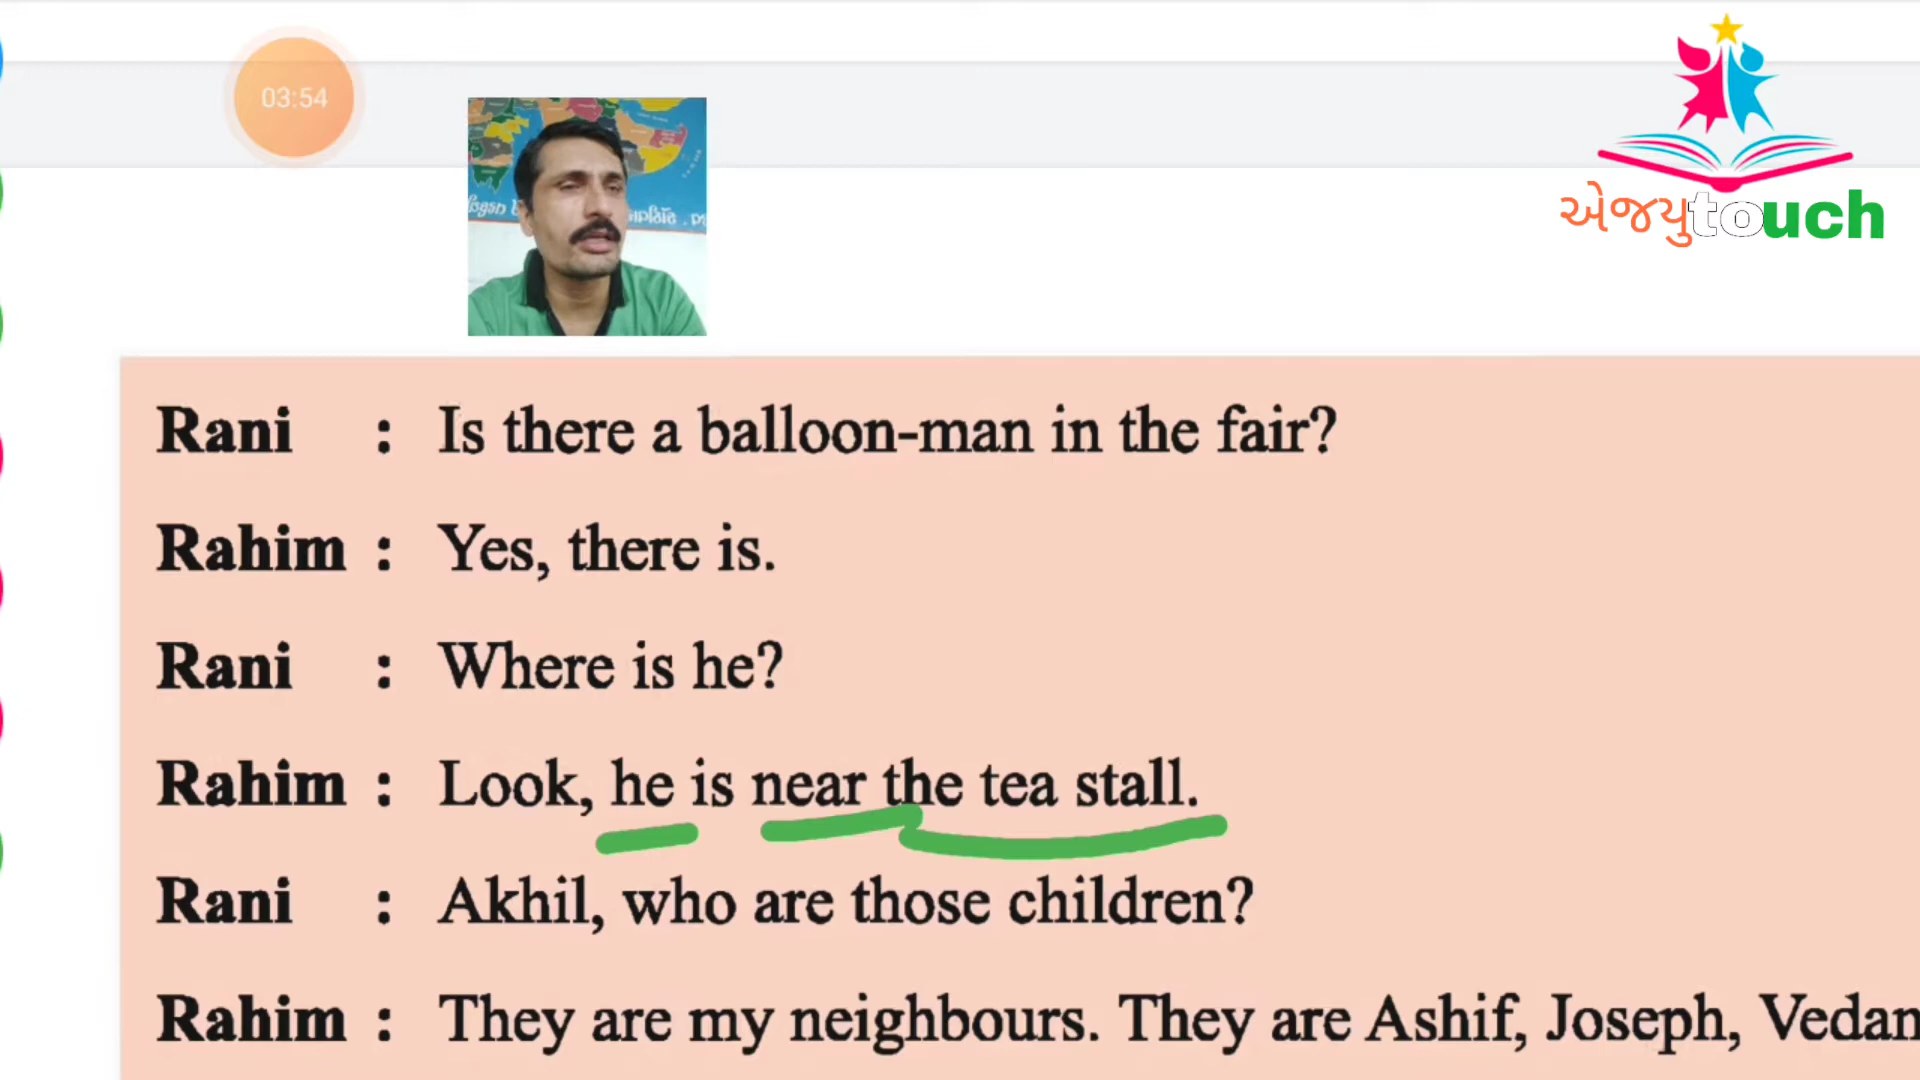 03:54
એજ્યુtouch
Rani : Is there a balloon-man in the fair?
Rahim : Yes, there is.
Rani : Where is he?
Rahim : Look, he is near the tea stall.
Rani : Akhil, who are those children?
Rahim : They are my neighbours. They are Ashif, Joseph, Vedan